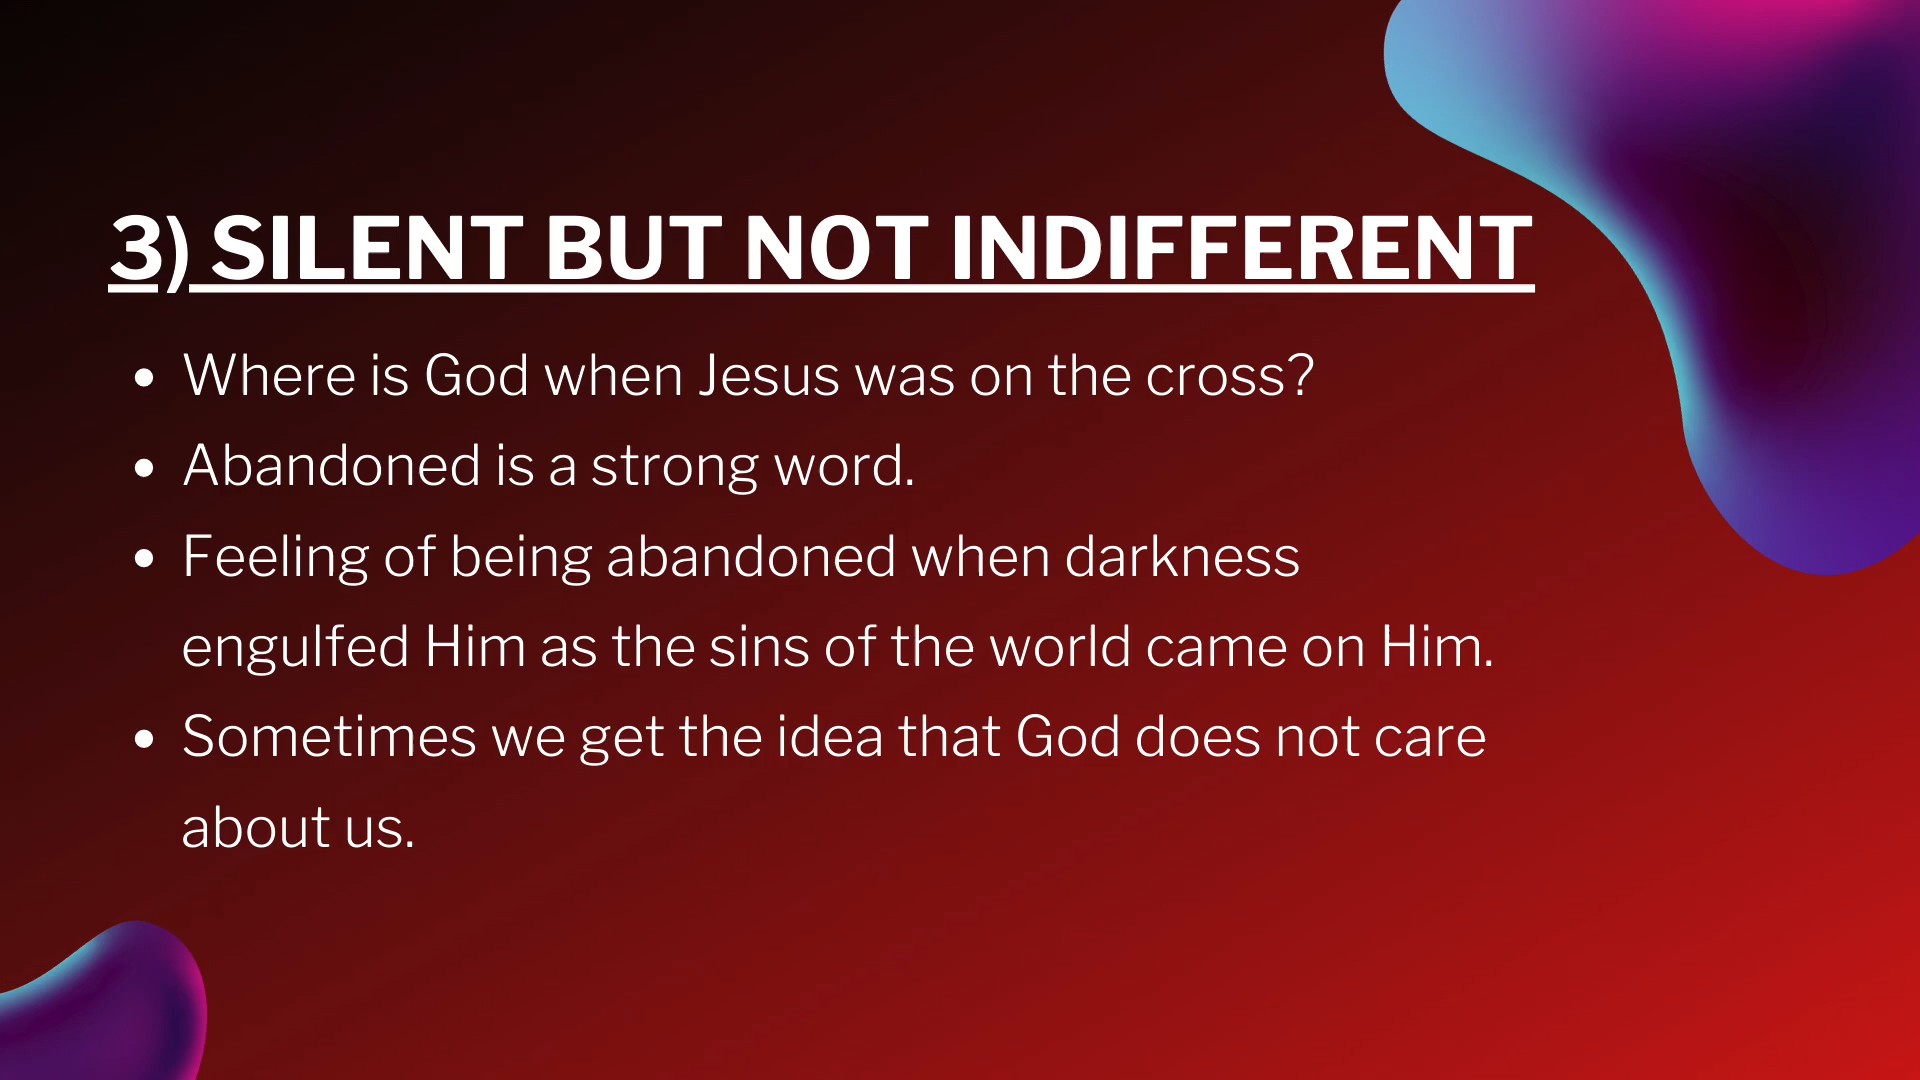 3) SILENT BUT NOT INDIFFERENT
• Where is God when Jesus was on the cross?
• Abandoned is a strong word.
• Feeling of being abandoned when darkness
engulfed Him as the sins of the world came on Him.
• Sometimes we get the idea that God does not care
about us.